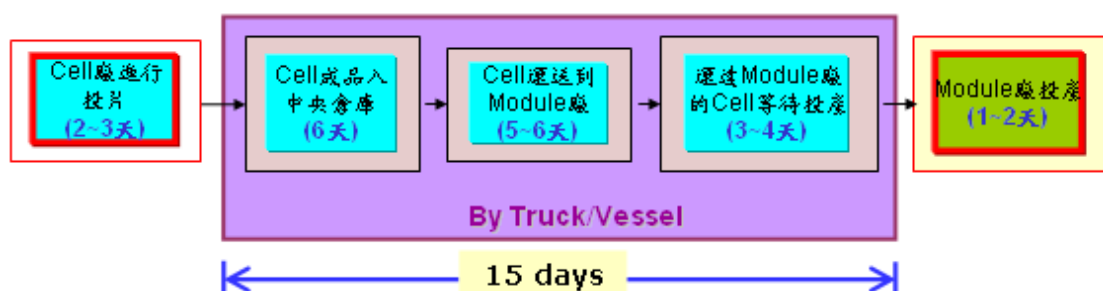 Cell廠進行
投片
(2~3天)
Cell成品入
中央倉庫
(6天)
Cell運送到
Module廠
(5~6天)
運達Module廠
的Cell等待投產
(3~4天)
Module廠投產
(1~2天)
By Truck/Vessel
15 days